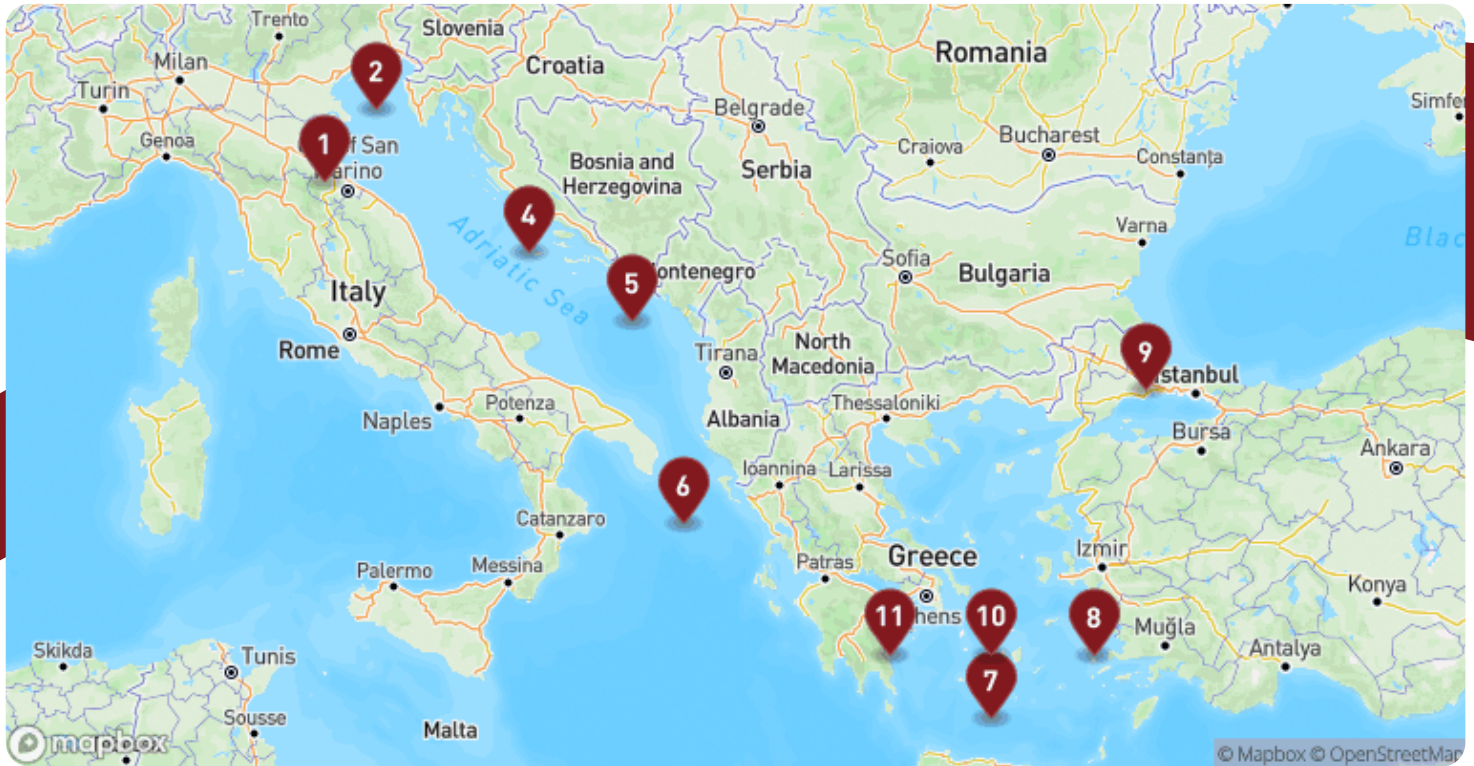 Trento
Slovenia
Romania
Milan
Croatia
2
Turin
Belgrade
Simfer
Genoa
1
f San
Marino
Bucharest
Craiova
Constanța
Bosnia and
Herzegovina
Serbia
4
Adriatic Sea
Varna
Blac
Sofia
Bulgaria
5
ontenegro
Italy
Rome
Tirana
North
Macedonia
9
Istanbul
Naples
Potenza
Albania
Thessaloniki
Bursa
Ankara
6
Ioannina
Larissa
Catanzaro
Izmir
Greece
Palermo
Messina
Patras
Konya
11
hens
10
8
Muğla
Skikda
Tunis
Antalya
7
Sousse
Malta
mapbox
© Mapbox © OpenStreetMap